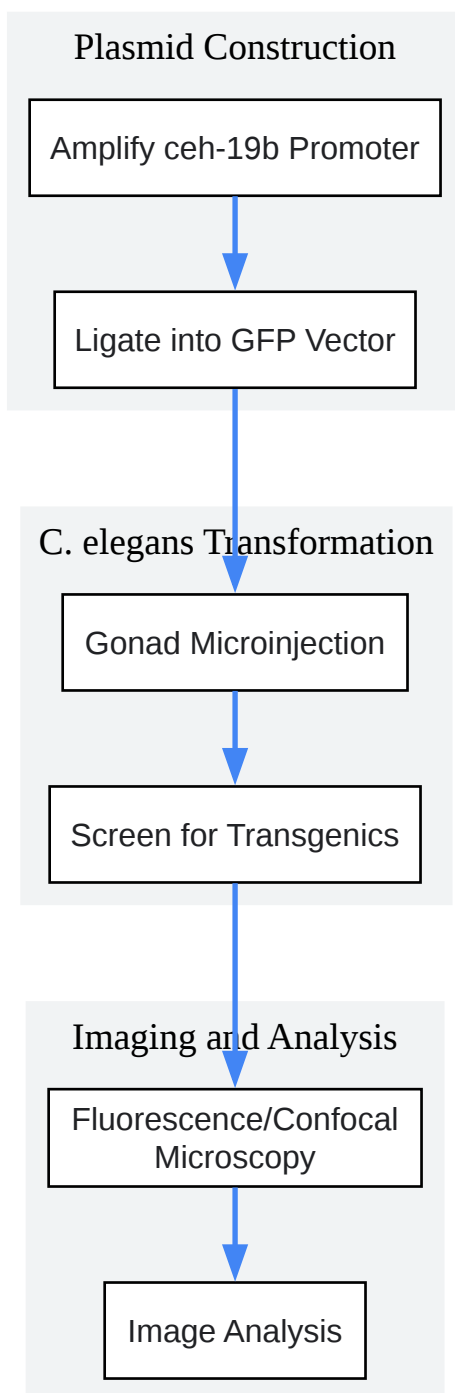 Plasmid Construction
Amplify ceh-19b Promoter
Ligate into GFP Vector
C. elegans Transformation
Gonad Microinjection
Screen for Transgenics
Imaging and Analysis
Fluorescence/Confocal
Microscopy
Image Analysis